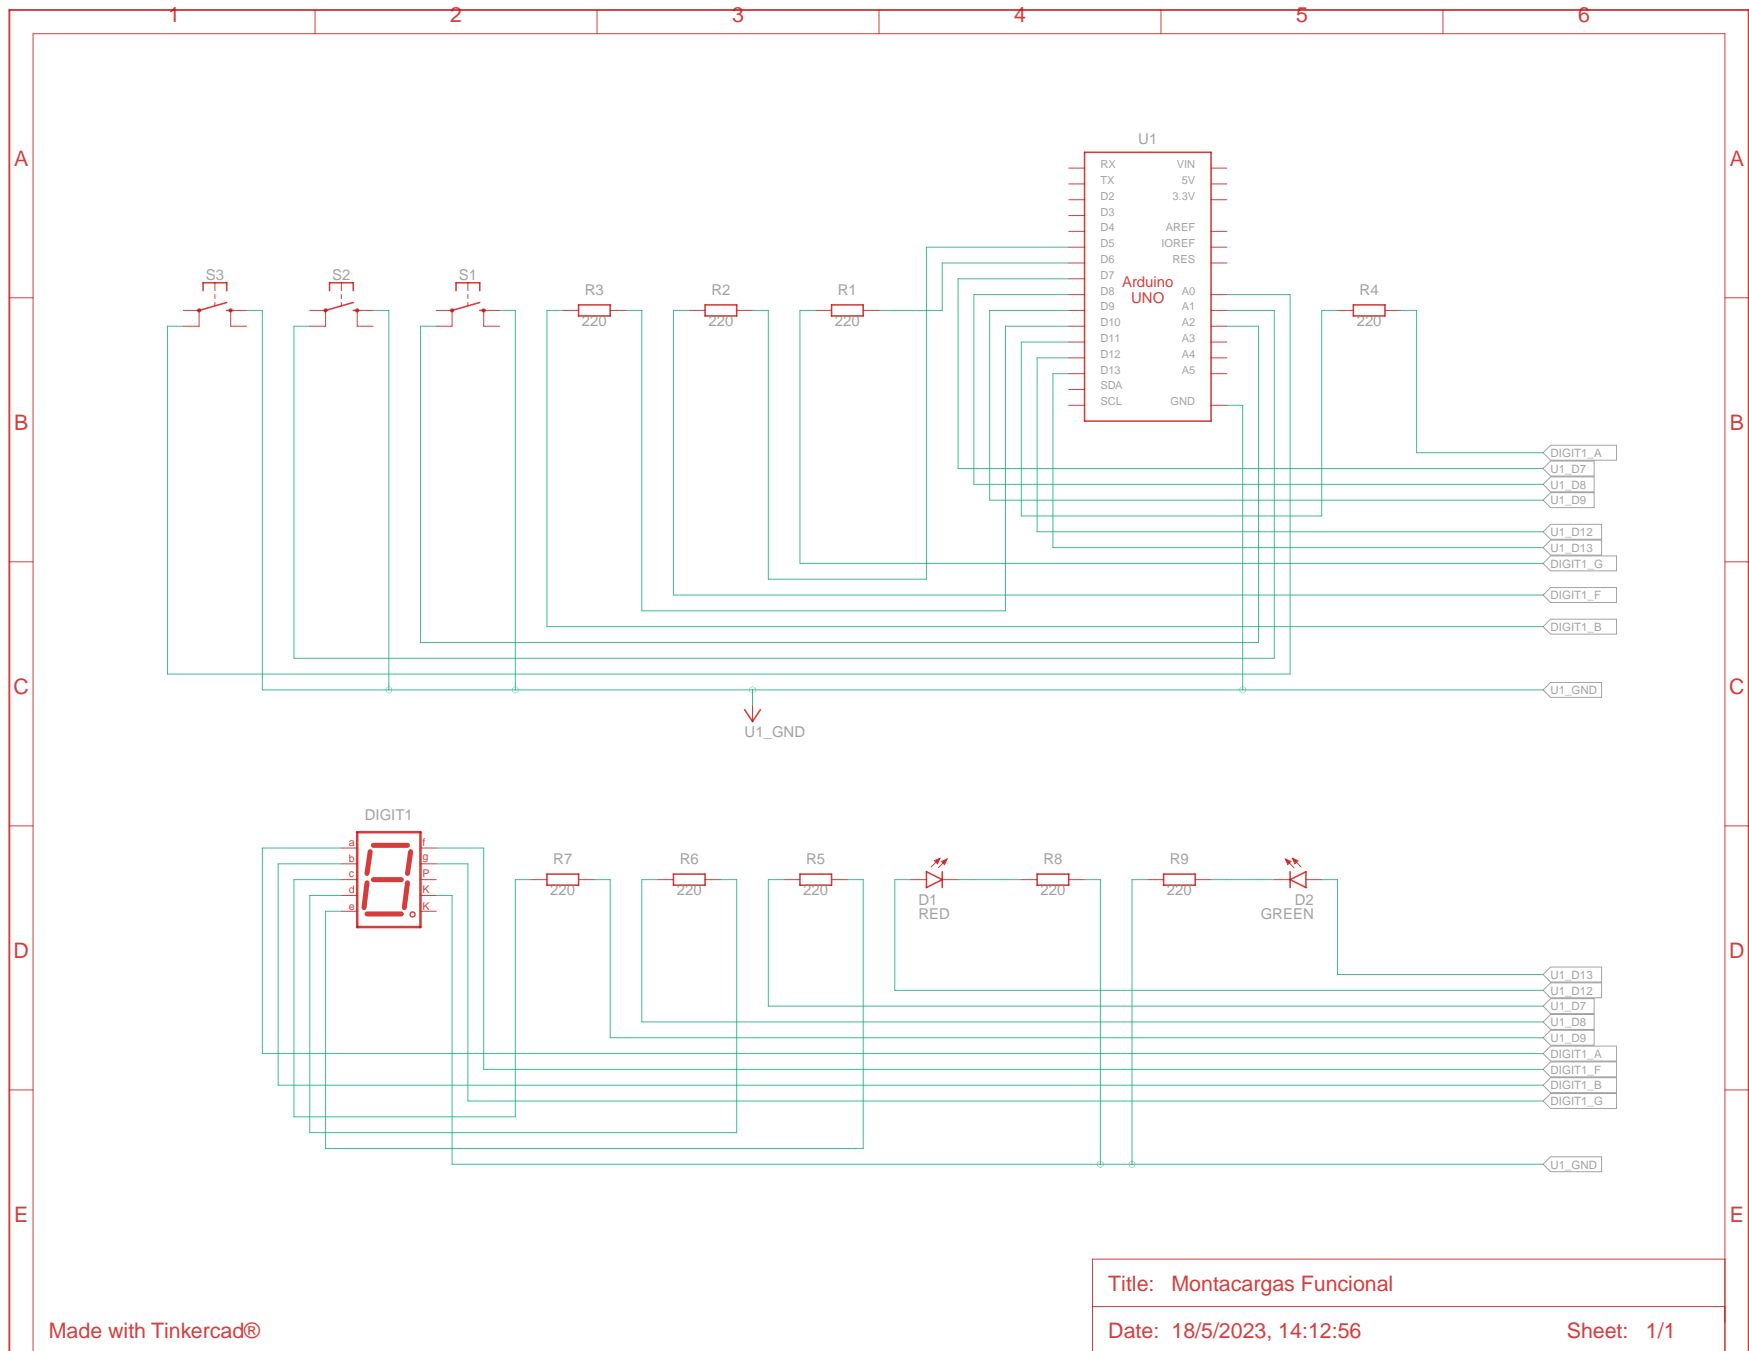 1 2 3 4 5 6
A A
U1
RX VIN
TX 5V
D2 3.3V
D3
D4 AREF
D5 IOREF
D6 RES
D7
Arduino
UNO
D8 A0
D9 A1
D10 A2
D11 A3
D12 A4
D13 A5
SDA
SCL GND
S3 S2 S1 R3 R2 R1 R4
220 220 220 220
B B
DIGIT1_A
U1_D7
U1_D8
U1_D9
U1_D12
U1_D13
DIGIT1_G
DIGIT1_F
DIGIT1_B
C C
U1_GND
U1_GND
DIGIT1
a f
b g
c P
d K
e K
R7 R6 R5 R8 R9
220 220 220 220 220
D1 D2
RED GREEN
D D
U1_D13
U1_D12
U1_D7
U1_D8
U1_D9
DIGIT1_A
DIGIT1_F
DIGIT1_B
DIGIT1_G
U1_GND
E E
Title: Montacargas Funcional
Made with Tinkercad® Date: 18/5/2023, 14:12:56 Sheet: 1/1